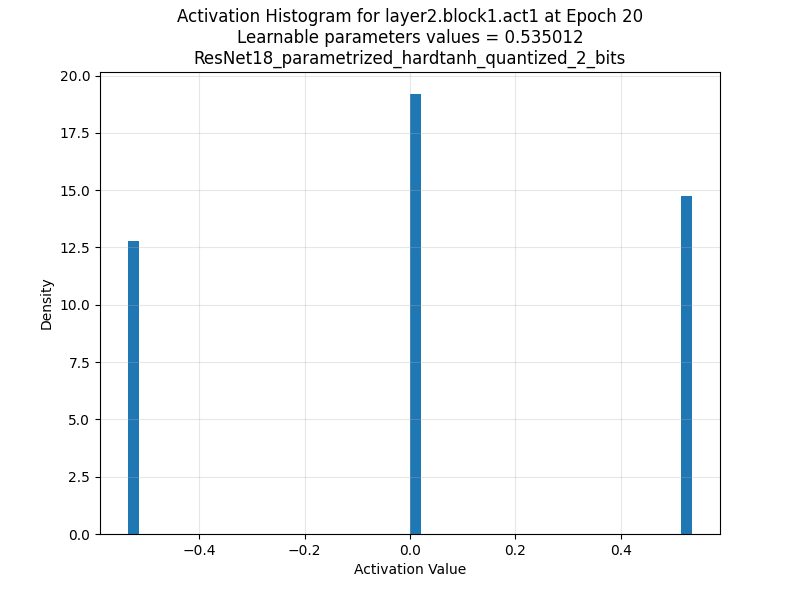 Activation Histogram for layer2.block1.act1 at Epoch 20
Learnable parameters values = 0.535012
ResNet18_parametrized_hardtanh_quantized_2_bits
20.0
17.5
15.0
12.5
10.0
7.5
5.0
2.5
0.0
Density
−0.4
−0.2
0.0
0.2
0.4
Activation Value